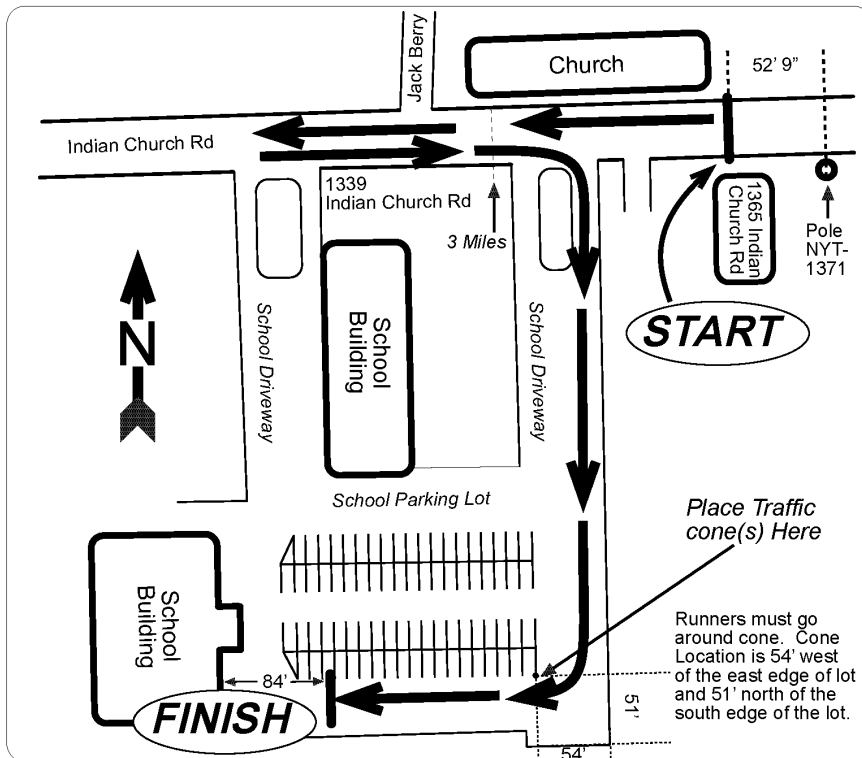 Jack Berry
Church
52' 9"
Indian Church Rd
1339
Indian Church Rd
3 Miles
1365 Indian
Church Rd
Pole
NYT-
1371
START
N
School Driveway
School
Building
School Driveway
School Parking Lot
Place Traffic
cone(s) Here
School
Building
Runners must go
around cone. Cone
Location is 54' west
of the east edge of lot
and 51' north of the
south edge of the lot.
84'
FINISH
51'
54'